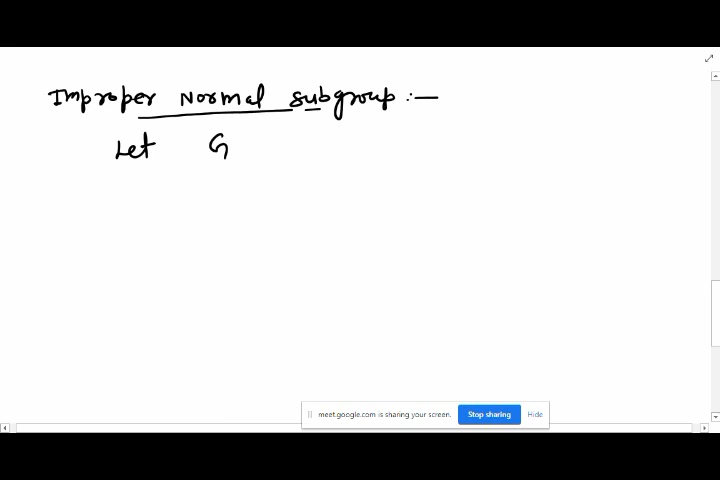 Improper Normal subgroup :—
Let G
meet.google.com is sharing your screen. Stop sharing Hide